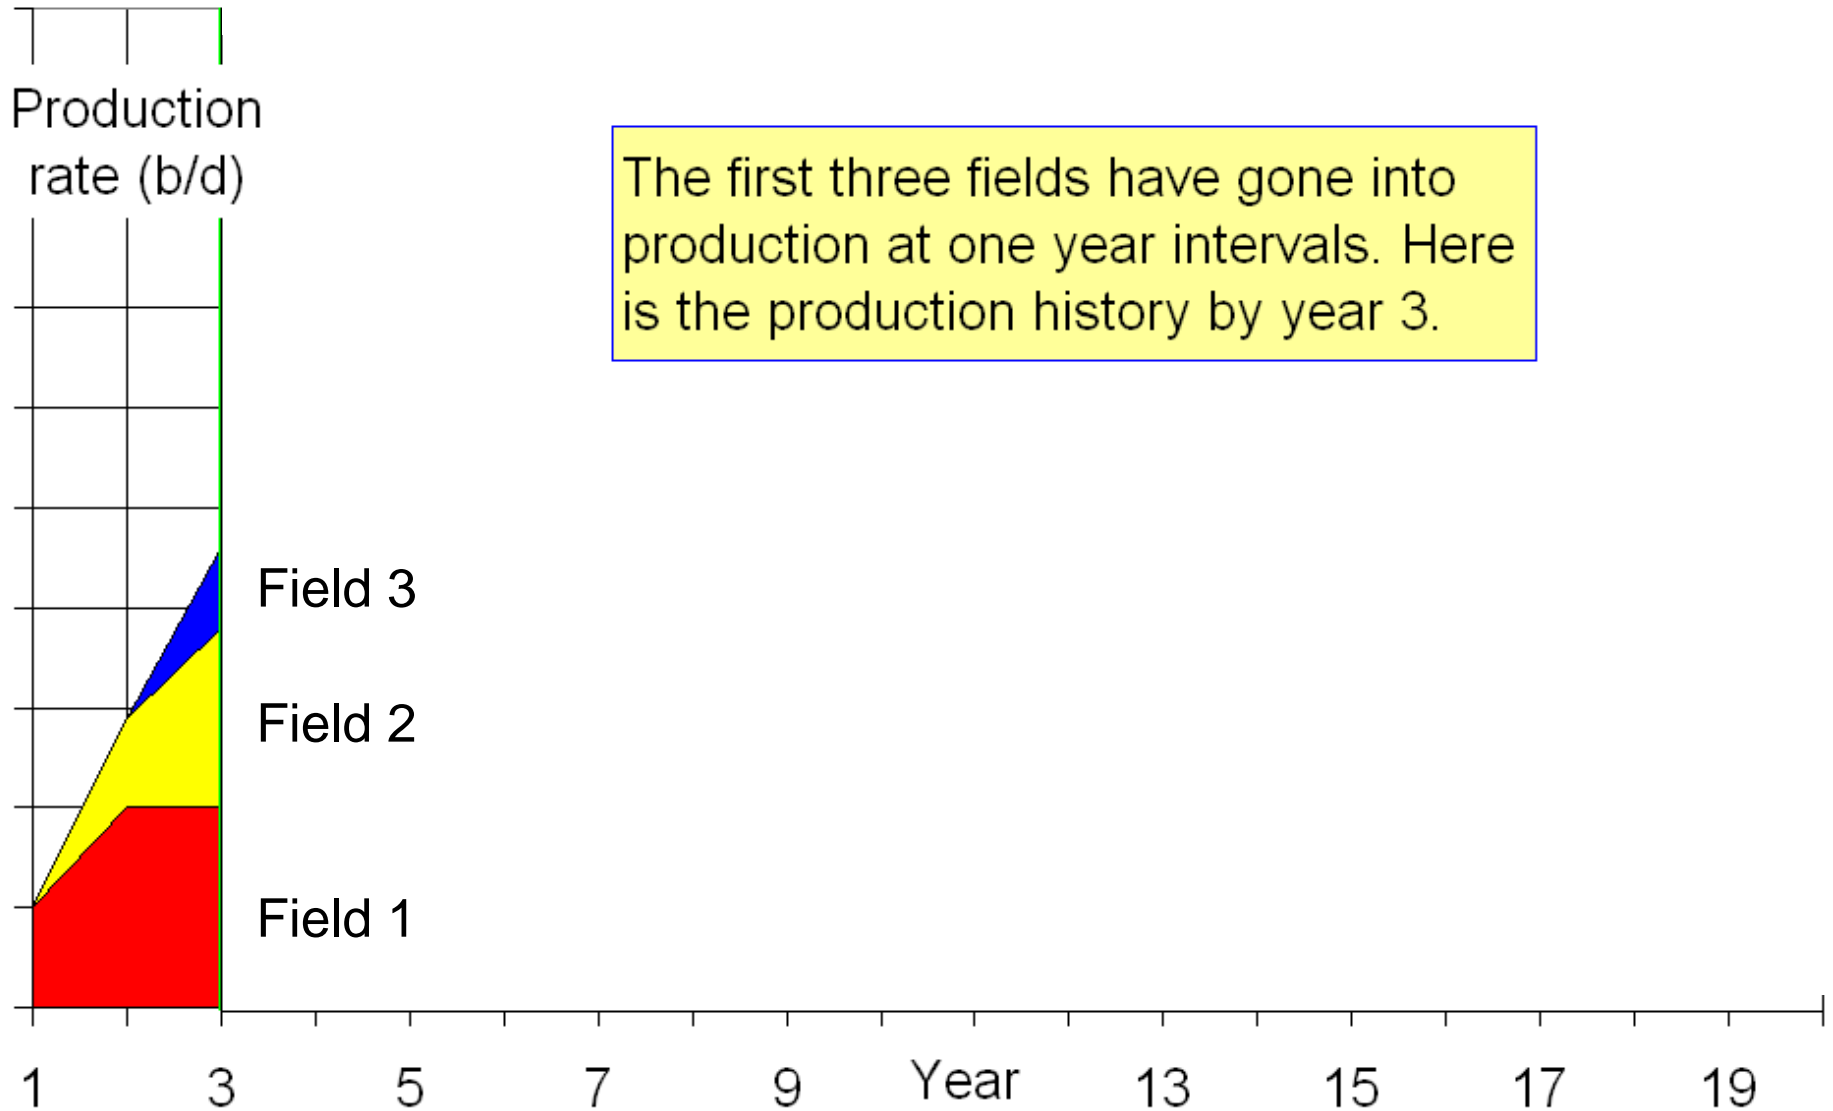 Production
rate (b/d)
The first three fields have gone into
production at one year intervals. Here
is the production history by year 3.
Field 3
Field 2
Field 1
1 3 5 7 9 Year 13 15 17 19